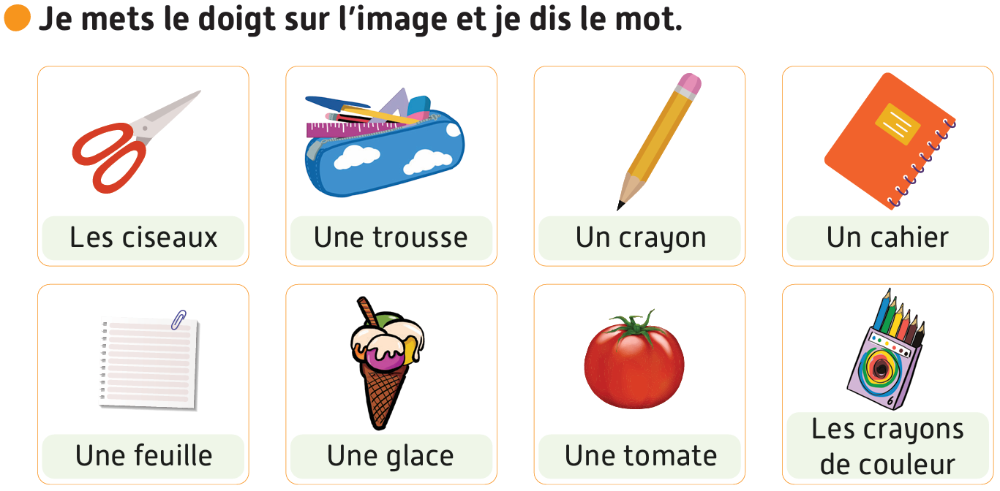 Je mets le doigt sur l'image et je dis le mot.
Les ciseaux
Une trousse
Un crayon
Un cahier
Une feuille
Une glace
Une tomate
Les crayons
de couleur
6